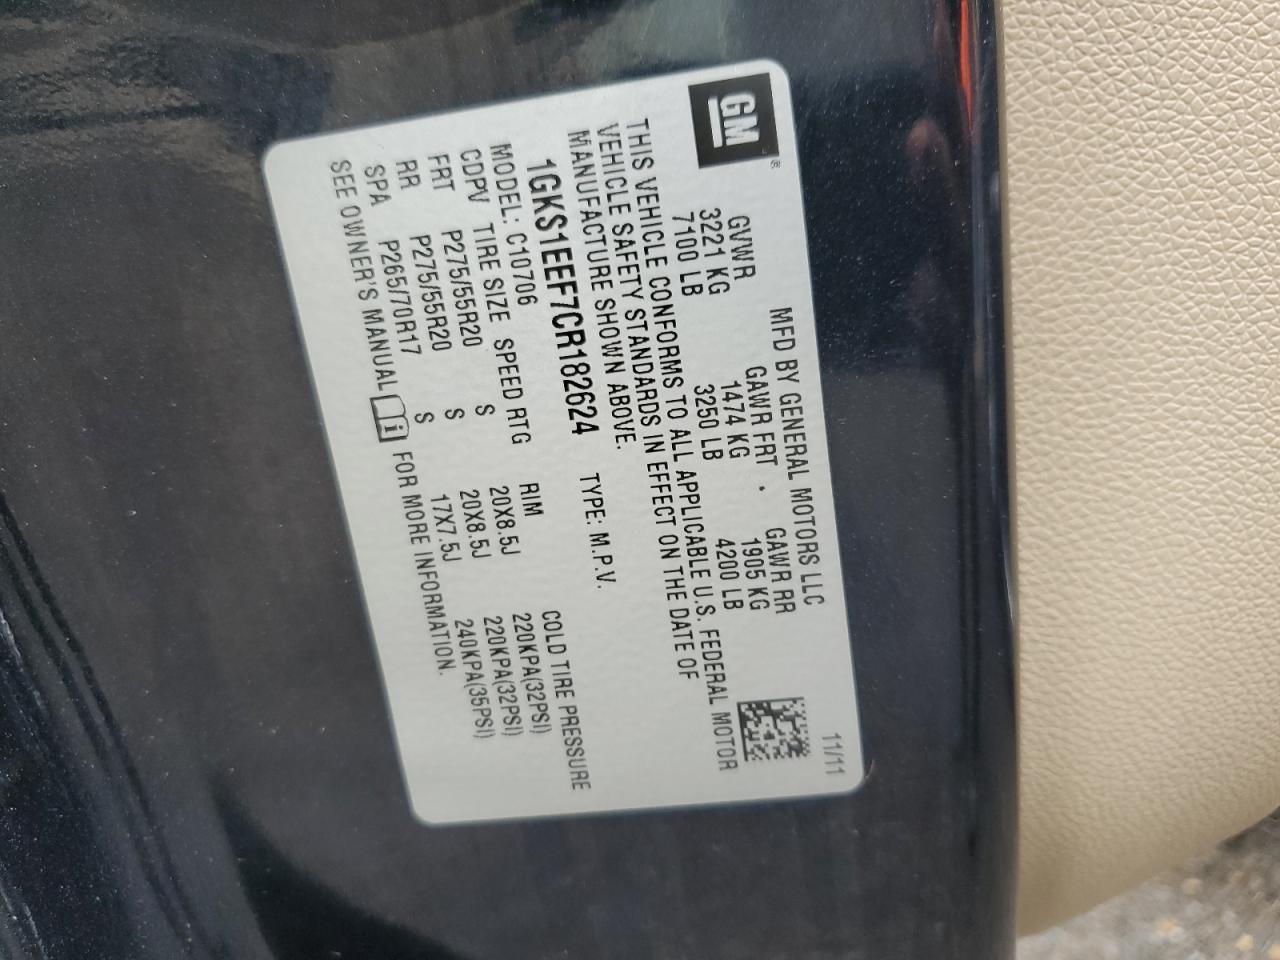 GM®
MFD BY GENERAL MOTORS LLC 11/11
GVWR GAWR FRT GAWR RR
3221 KG 1474 KG 1905 KG
7100 LB 3250 LB 4200 LB
THIS VEHICLE CONFORMS TO ALL APPLICABLE U.S. FEDERAL MOTOR
VEHICLE SAFETY STANDARDS IN EFFECT ON THE DATE OF
MANUFACTURE SHOWN ABOVE.
1GKS1EEF7CR182624 TYPE: M.P.V.
MODEL: C10706
CDPV TIRE SIZE SPEED RTG RIM COLD TIRE PRESSURE
FRT P275/55R20 S 20X8.5J 220KPA(32PSI)
RR P275/55R20 S 20X8.5J 220KPA(32PSI)
SPA P265/70R17 S 17X7.5J 240KPA(35PSI)
SEE OWNER'S MANUAL i FOR MORE INFORMATION.